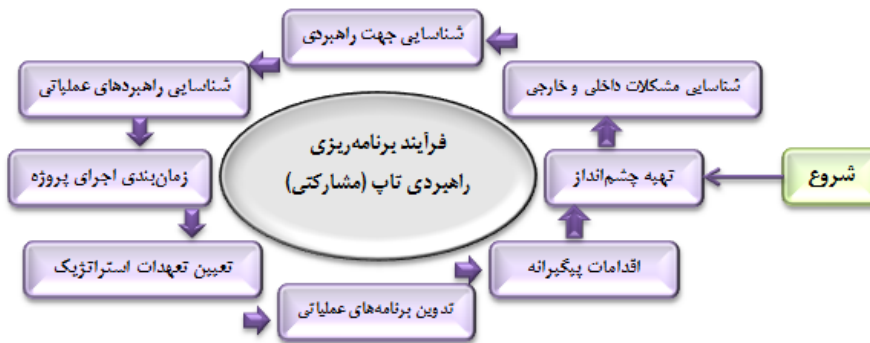 شناسایی جهت راهبردی
شناسایی راهبردهای عملیاتی
شناسایی مشکلات داخلی و خارجی
فرآیند برنامه‌ریزی
راهبردی تاپ (مشارکتی)
زمان‌بندی اجرای پروژه
تهیه چشم‌انداز
شروع
تعیین تعهدات استراتژیک
اقدامات پیگیرانه
تدوین برنامه‌های عملیاتی